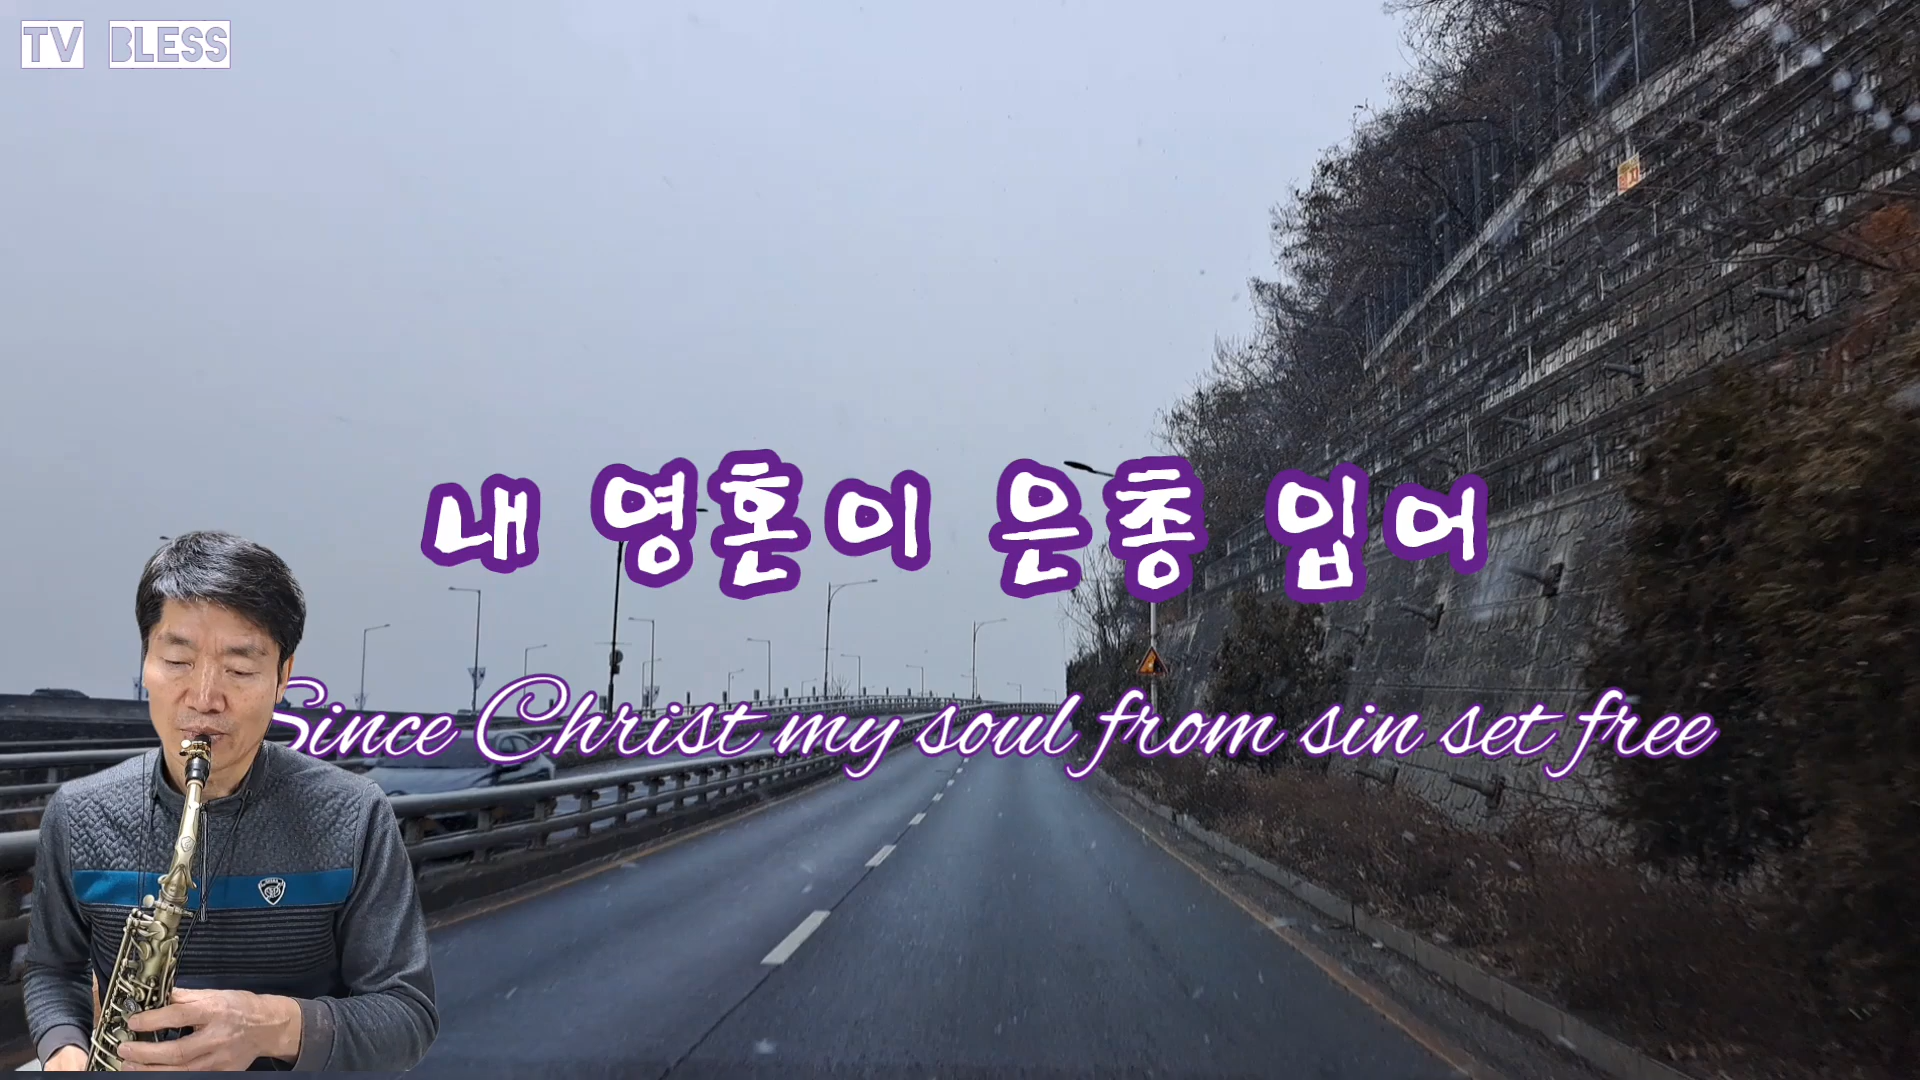 TV BLESS
내 영혼이 은총 입어
Since Christ my soul from sin set free